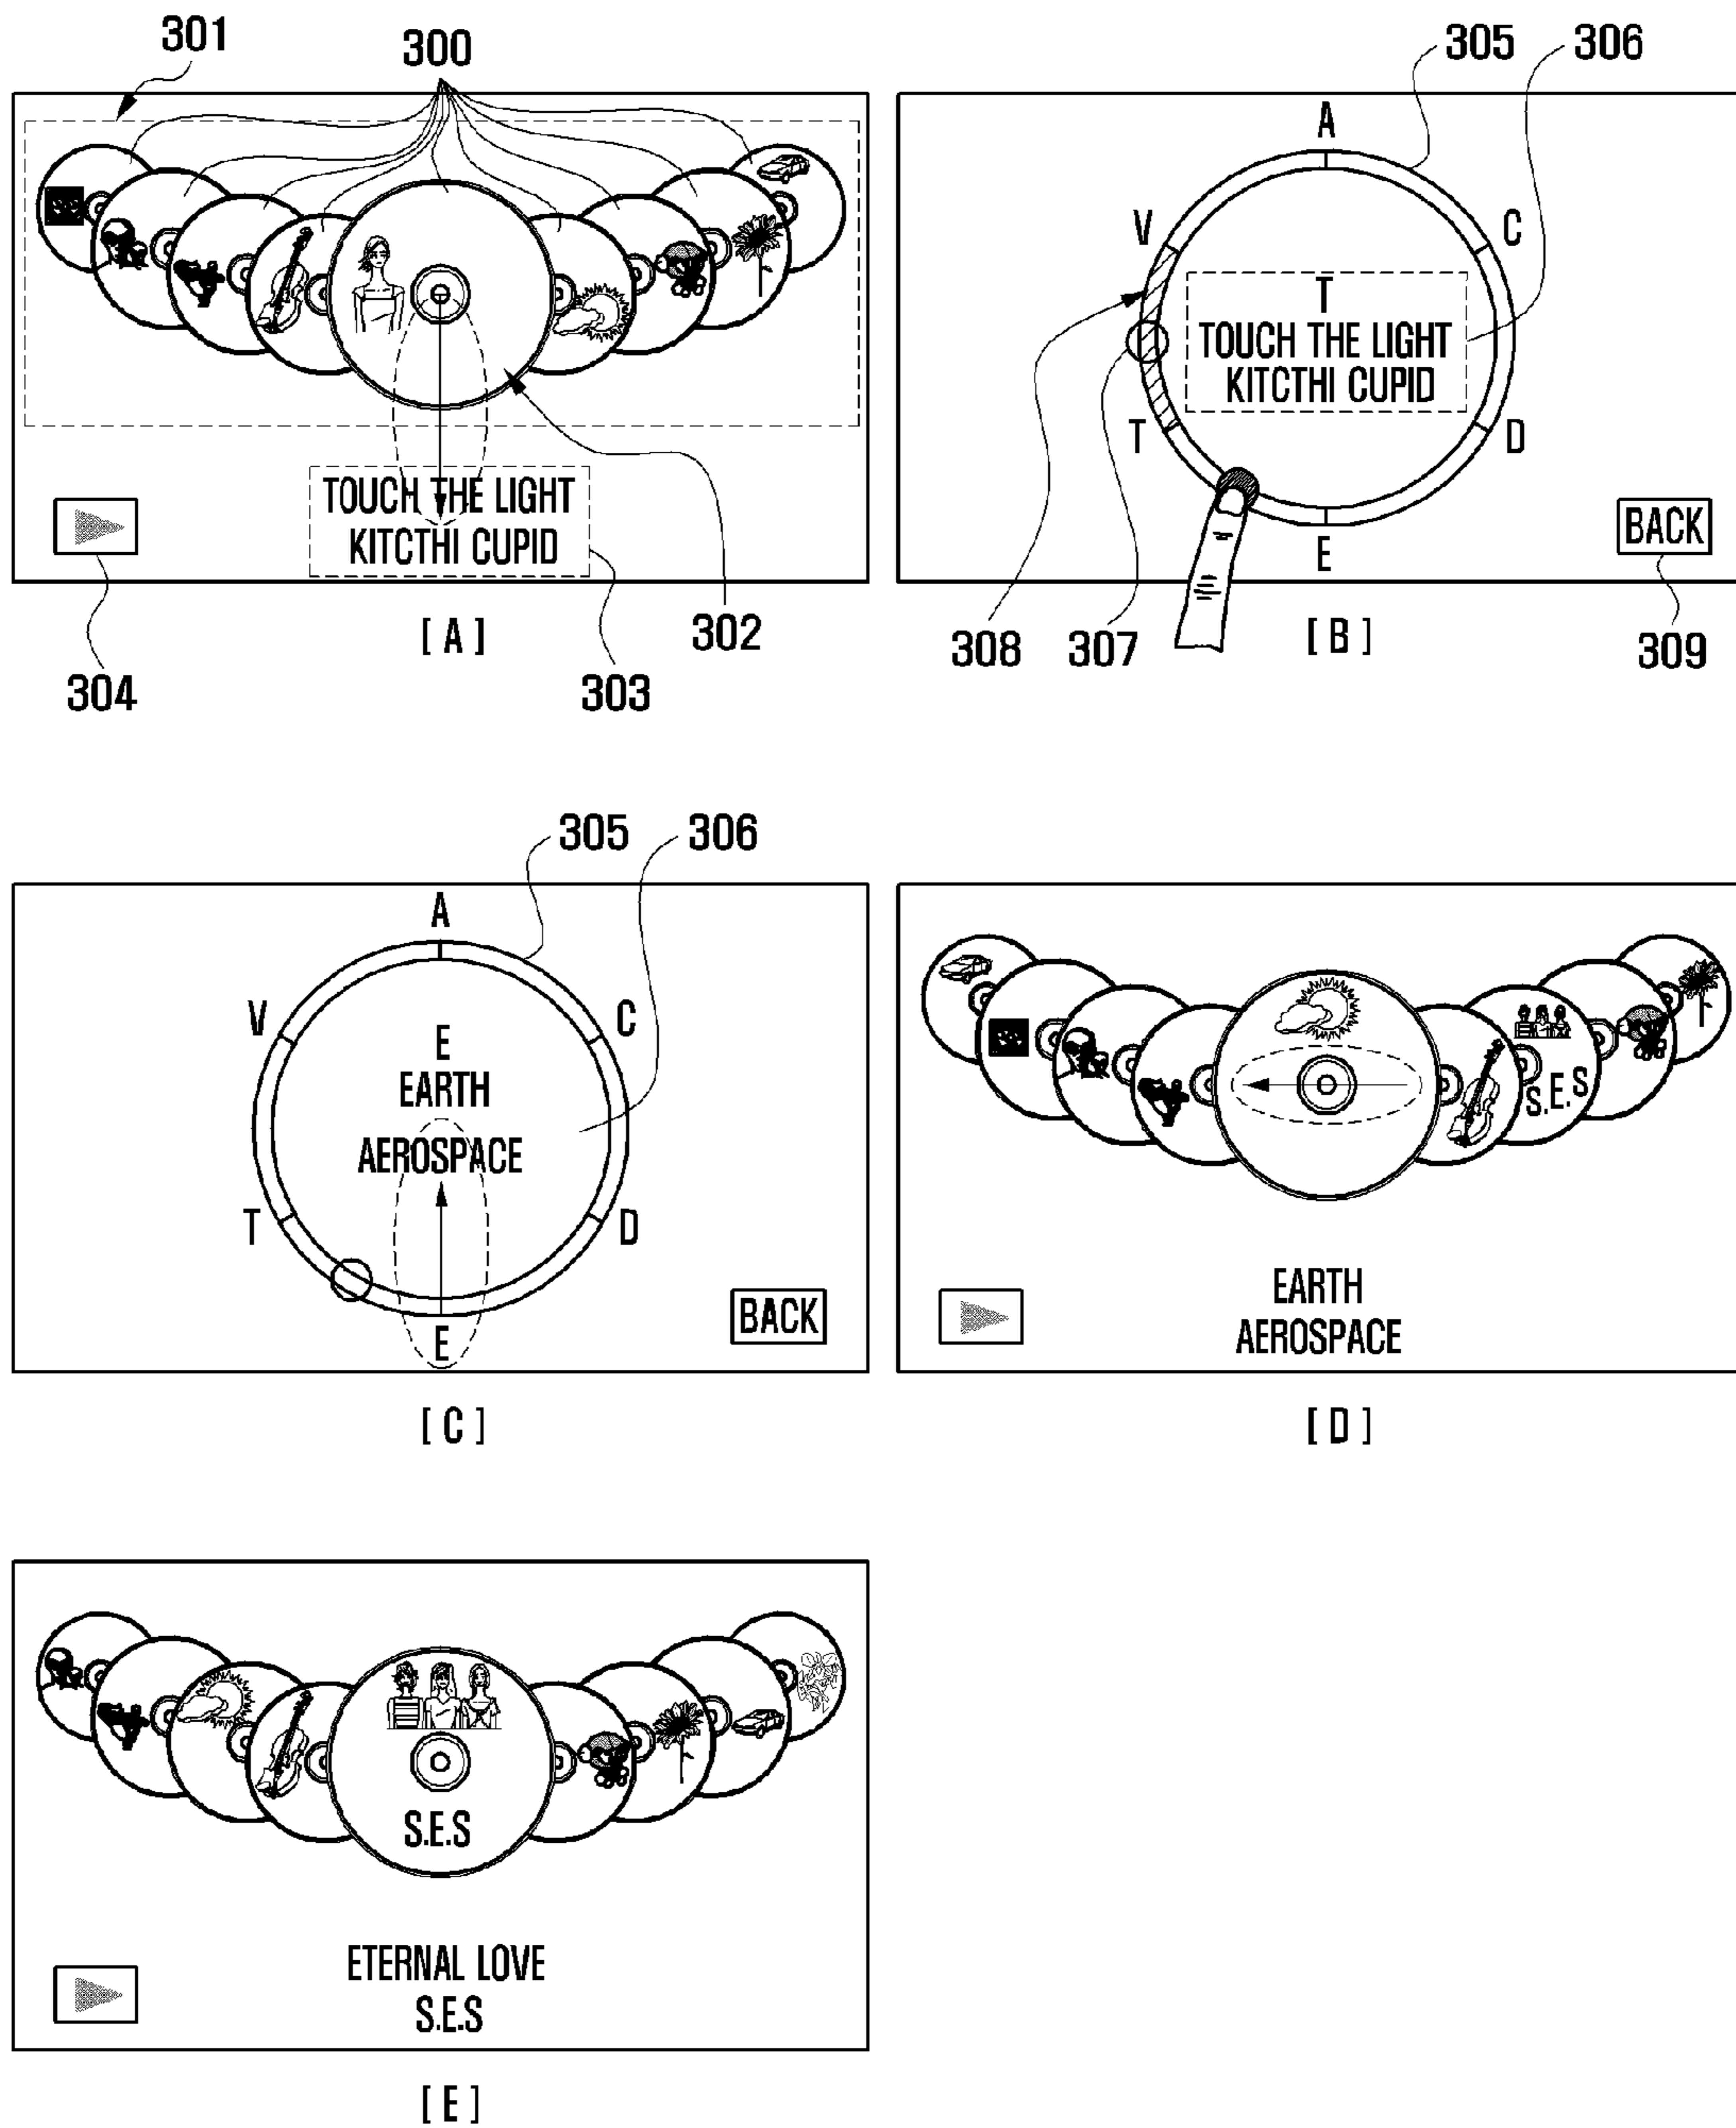 301
300
TOUCH THE LIGHT
KITCTHI CUPID
302
[ A ]
303
304
305
306
A
V
C
T
TOUCH THE LIGHT
KITCTHI CUPID
T
D
E
BACK
308
307
[ B ]
309
305
306
A
V
C
E
EARTH
AEROSPACE
T
D
E
BACK
[ C ]
S.E.S
EARTH
AEROSPACE
[ D ]
S.E.S
ETERNAL LOVE
S.E.S
[ E ]